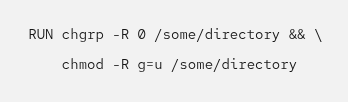 RUN chgrp -R 0 /some/directory && \
chmod -R g=u /some/directory